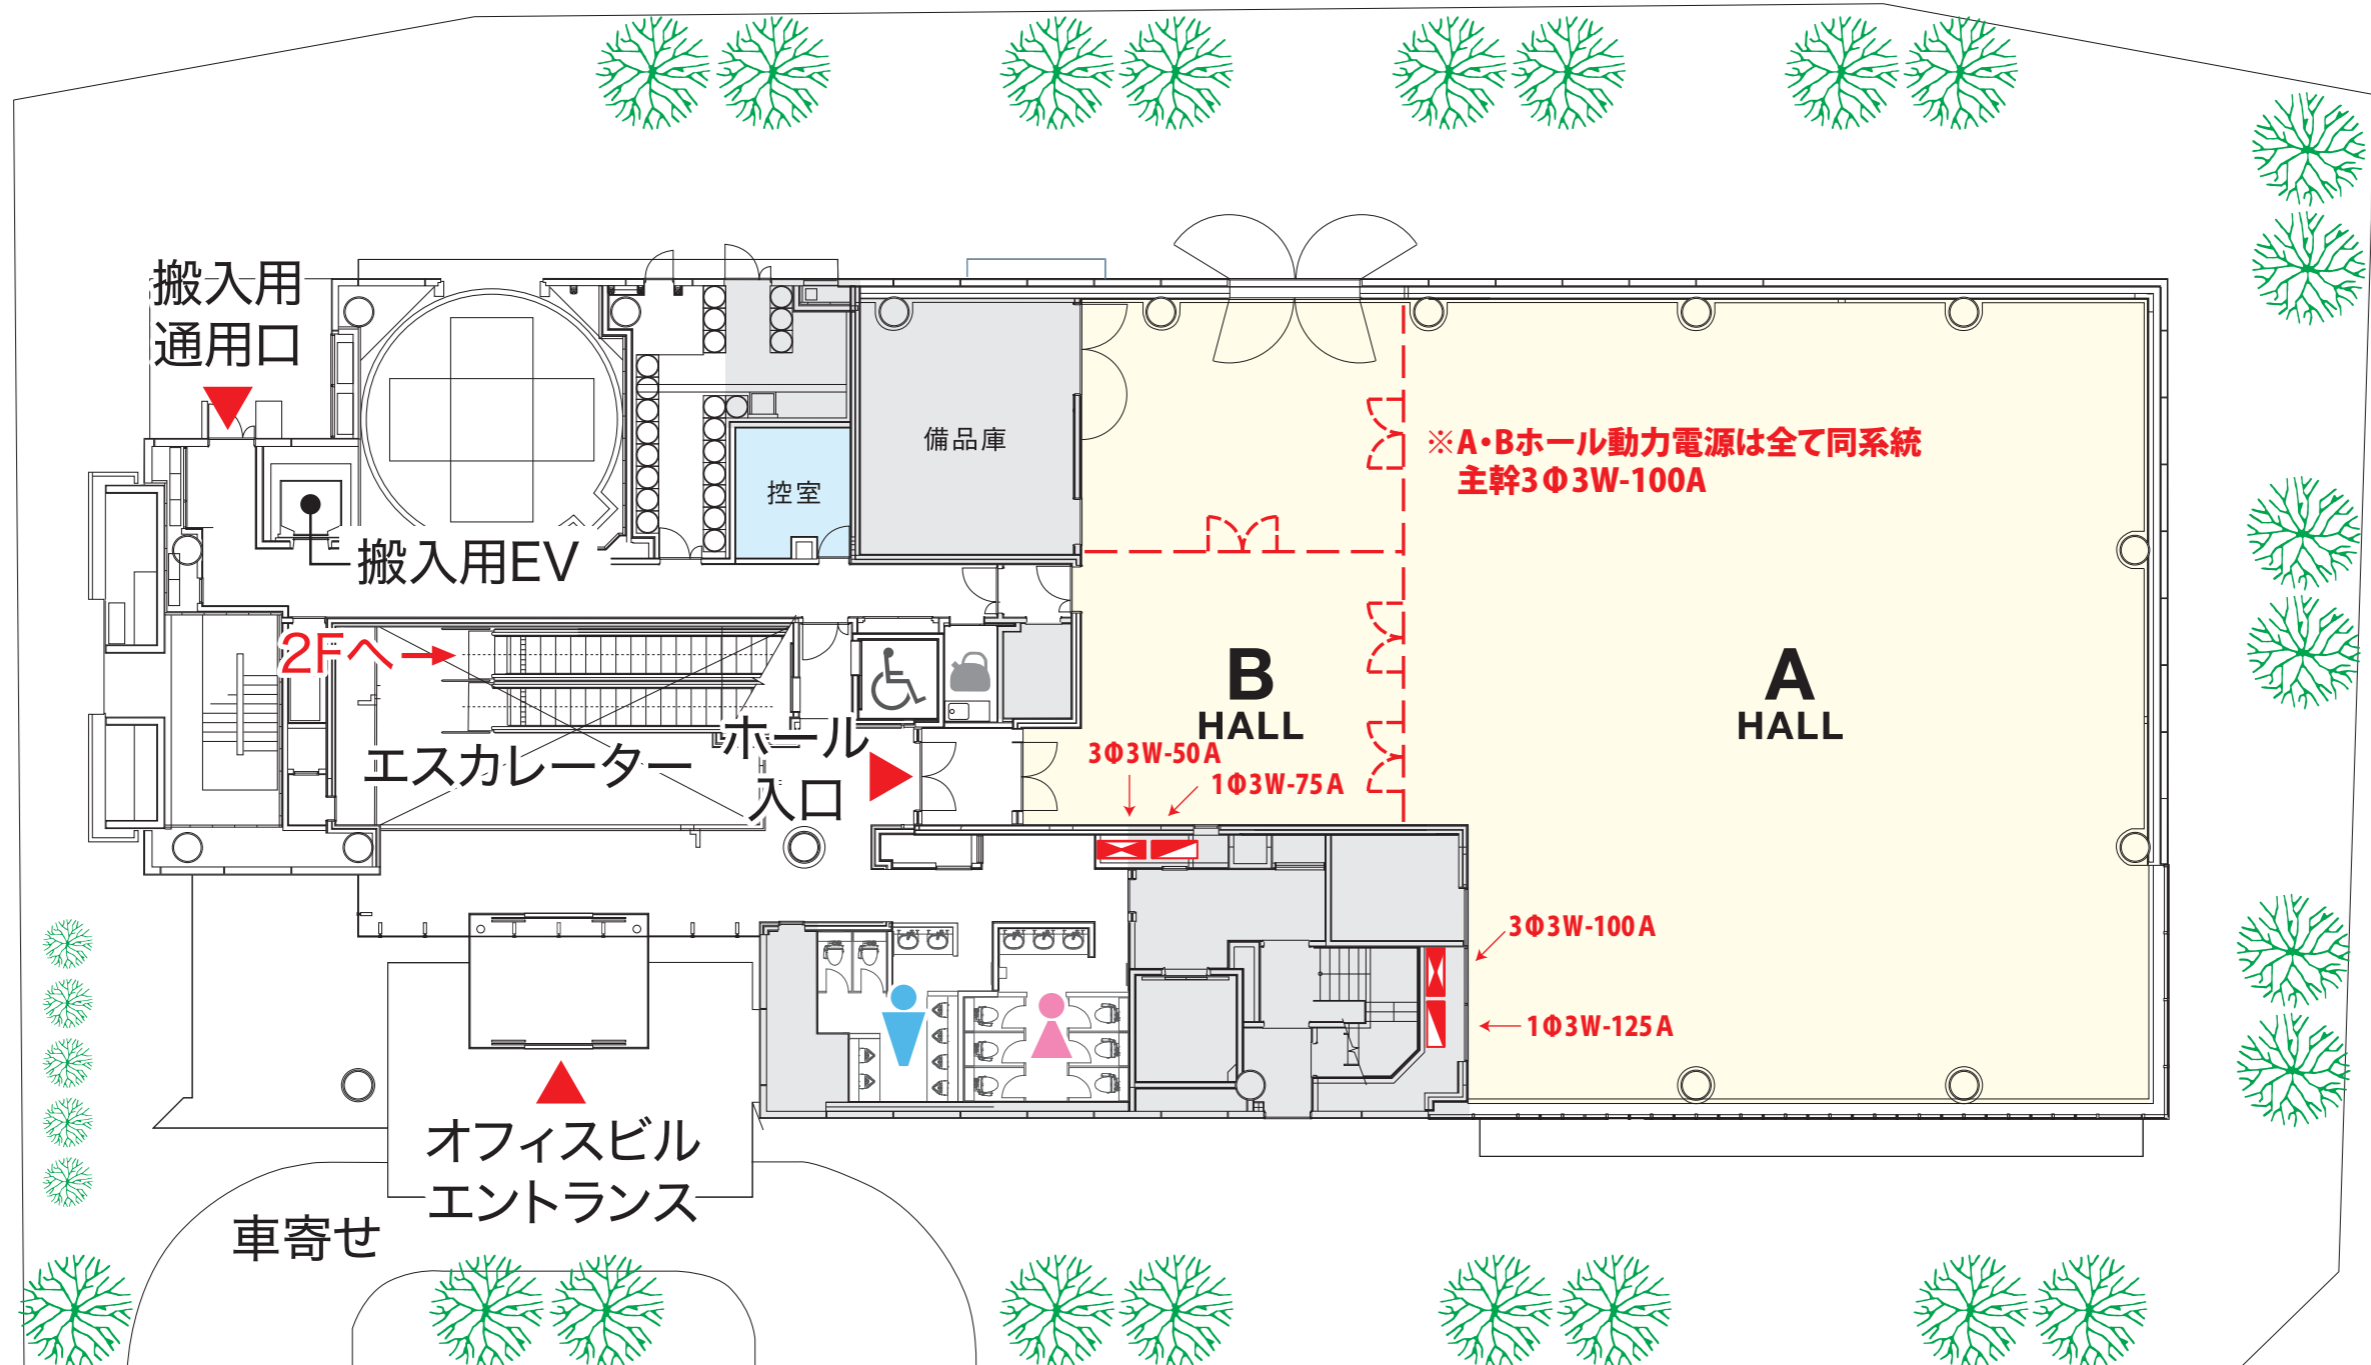 搬入用
通用口
備品庫
※A・Bホール動力電源は全て同系統
主幹3Φ3W-100A
控室
搬入用EV
2Fへ
B
HALL
A
HALL
エスカレーター
ホール
入口
3Φ3W-50A
1Φ3W-75A
3Φ3W-100A
1Φ3W-125A
オフィスビル
エントランス
車寄せ